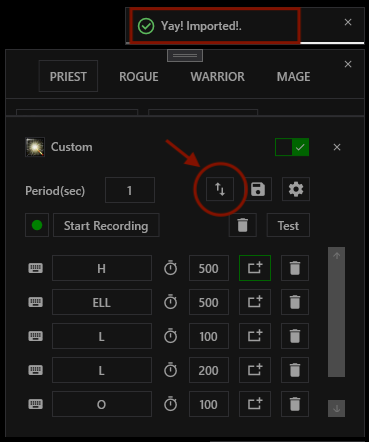 Yay! Imported!.
PRIEST ROGUE WARRIOR MAGE
Custom
Period(sec) 1
Start Recording Test
H 500
ELL 500
L 100
L 200
O 100